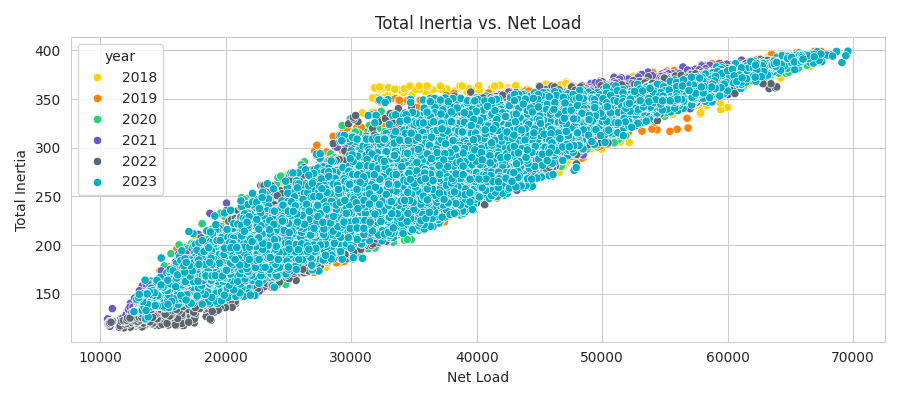 Total Inertia vs. Net Load
year
2018
2019
2020
2021
2022
2023
Total Inertia
400
350
300
250
200
150
10000 20000 30000 40000 50000 60000 70000
Net Load